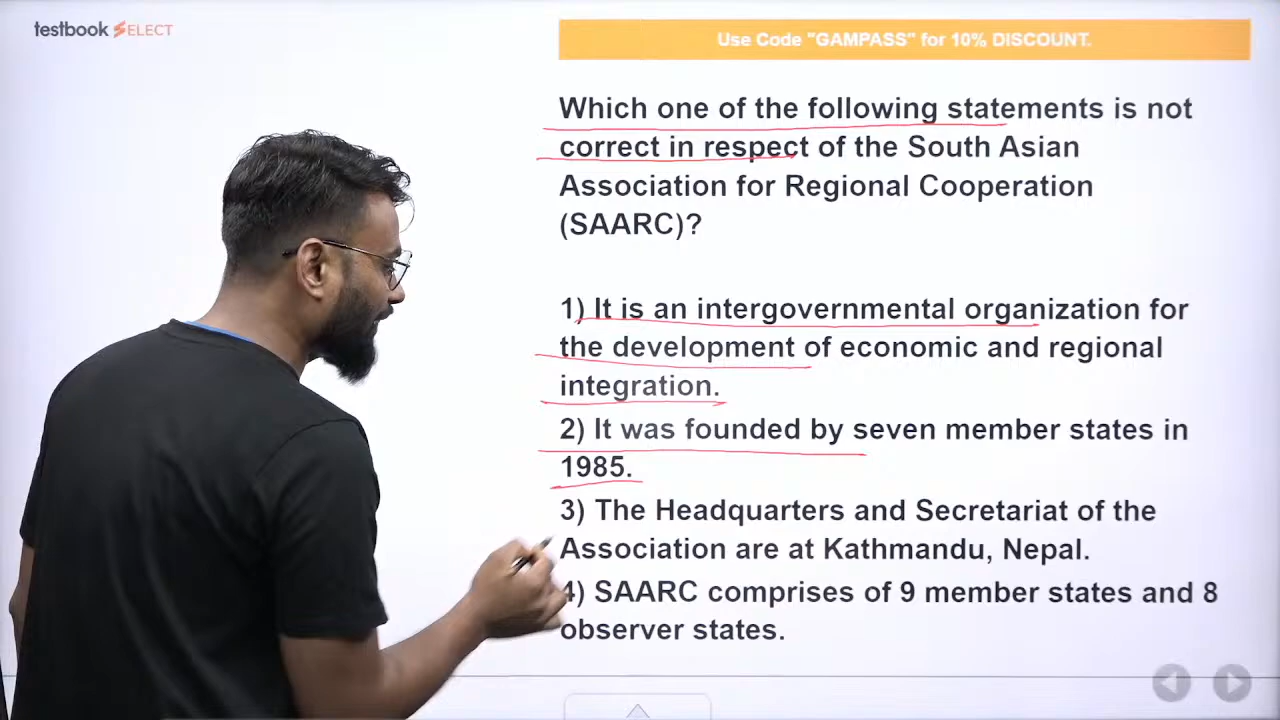 testbook SELECT
Use Code "GAMPASS" for 10% DISCOUNT.
Which one of the following statements is not
correct in respect of the South Asian
Association for Regional Cooperation
(SAARC)?
1) It is an intergovernmental organization for
the development of economic and regional
integration.
2) It was founded by seven member states in
1985.
3) The Headquarters and Secretariat of the
Association are at Kathmandu, Nepal.
4) SAARC comprises of 9 member states and 8
observer states.